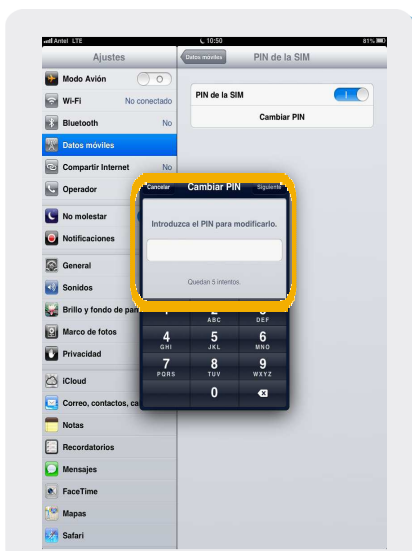 Antel LTE 10:50 81%
Ajustes
Datos móviles
PIN de la SIM
Modo Avión
Wi-Fi No conectado
Bluetooth No
Datos móviles
Compartir Internet No
Operador
No molestar
Notificaciones
General
Sonidos
Brillo y fondo de pan
Marco de fotos
Privacidad
iCloud
Correo, contactos, ca
Notas
Recordatorios
Mensajes
FaceTime
Mapas
Safari
PIN de la SIM
Cambiar PIN
Cancelar Cambiar PIN Siguiente
Introduzca el PIN para modificarlo.
Quedan 5 intentos.
1 2 3
ABC DEF
4 5 6
GHI JKL MNO
7 8 9
PQRS TUV WXYZ
0